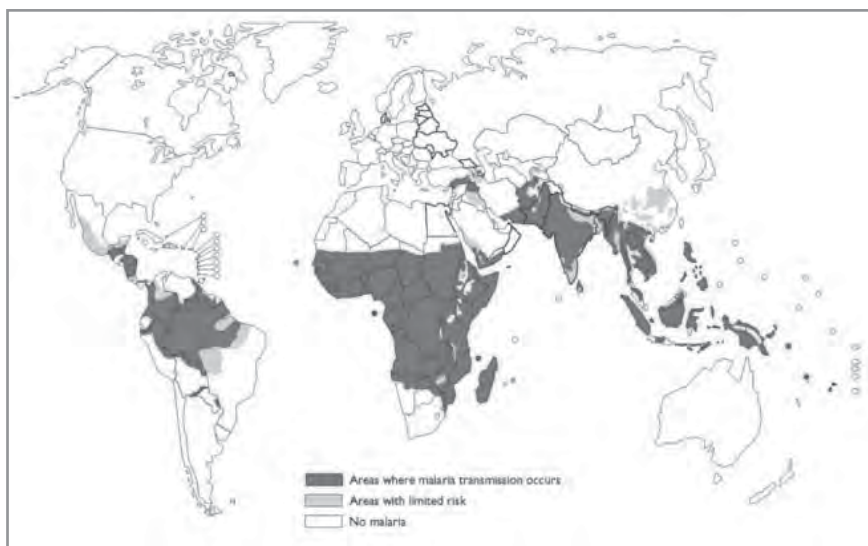 Areas where malaria transmission occurs
Areas with limited risk
No malaria